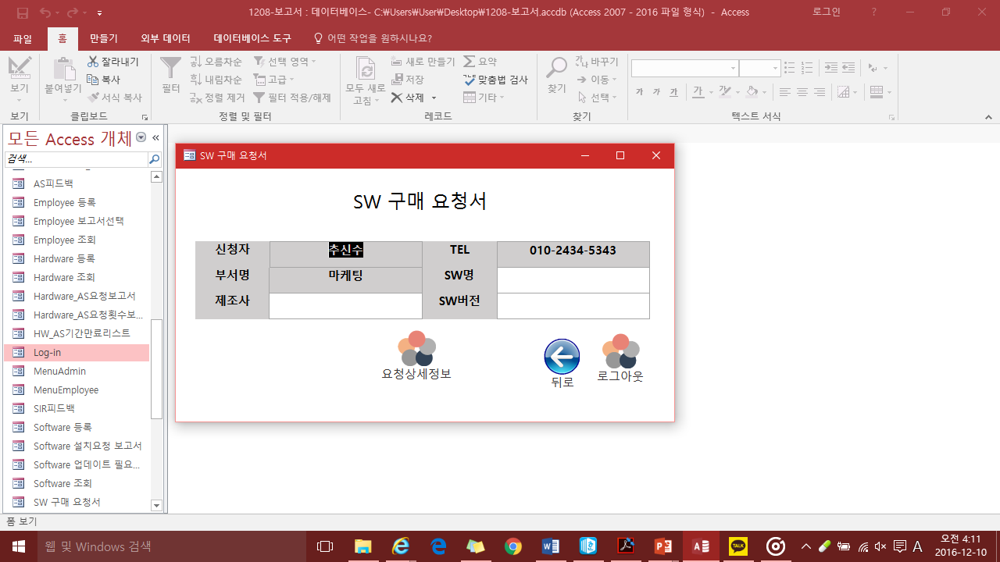 1208-보고서 : 데이터베이스- C:₩Users₩User₩Desktop₩1208-보고서.accdb (Access 2007 - 2016 파일 형식) - Access
로그인
?
파일 홈 만들기 외부 데이터 데이터베이스 도구 어떤 작업을 원하시나요?
보기
보기
붙여넣기
잘라내기
복사
서식 복사
클립보드
필터
오름차순
내림차순
정렬 제거
선택 영역
고급
필터 적용/해제
정렬 및 필터
모두 새로
고침
새로 만들기
저장
삭제
요약
맞춤법 검사
기타
레코드
찾기
바꾸기
이동
선택
찾기
가 가 가 가
텍스트 서식
모든 Access 개체
검색...
AS피드백
Employee 등록
Employee 보고서선택
Employee 조회
Hardware 등록
Hardware 조회
Hardware_AS요청보고서
Hardware_AS요청횟수보...
HW_AS기간만료리스트
Log-in
MenuAdmin
MenuEmployee
SIR피드백
Software 등록
Software 설치요청 보고서
Software 업데이트 필요...
Software 조회
SW 구매 요청서
SW 구매 요청서
SW 구매 요청서
신청자 추신수 TEL 010-2434-5343
부서명 마케팅 SW명
제조사 SW버전
요청상세정보
뒤로
로그아웃
폼 보기
웹 및 Windows 검색
TALK
A
오전 4:11
2016-12-10